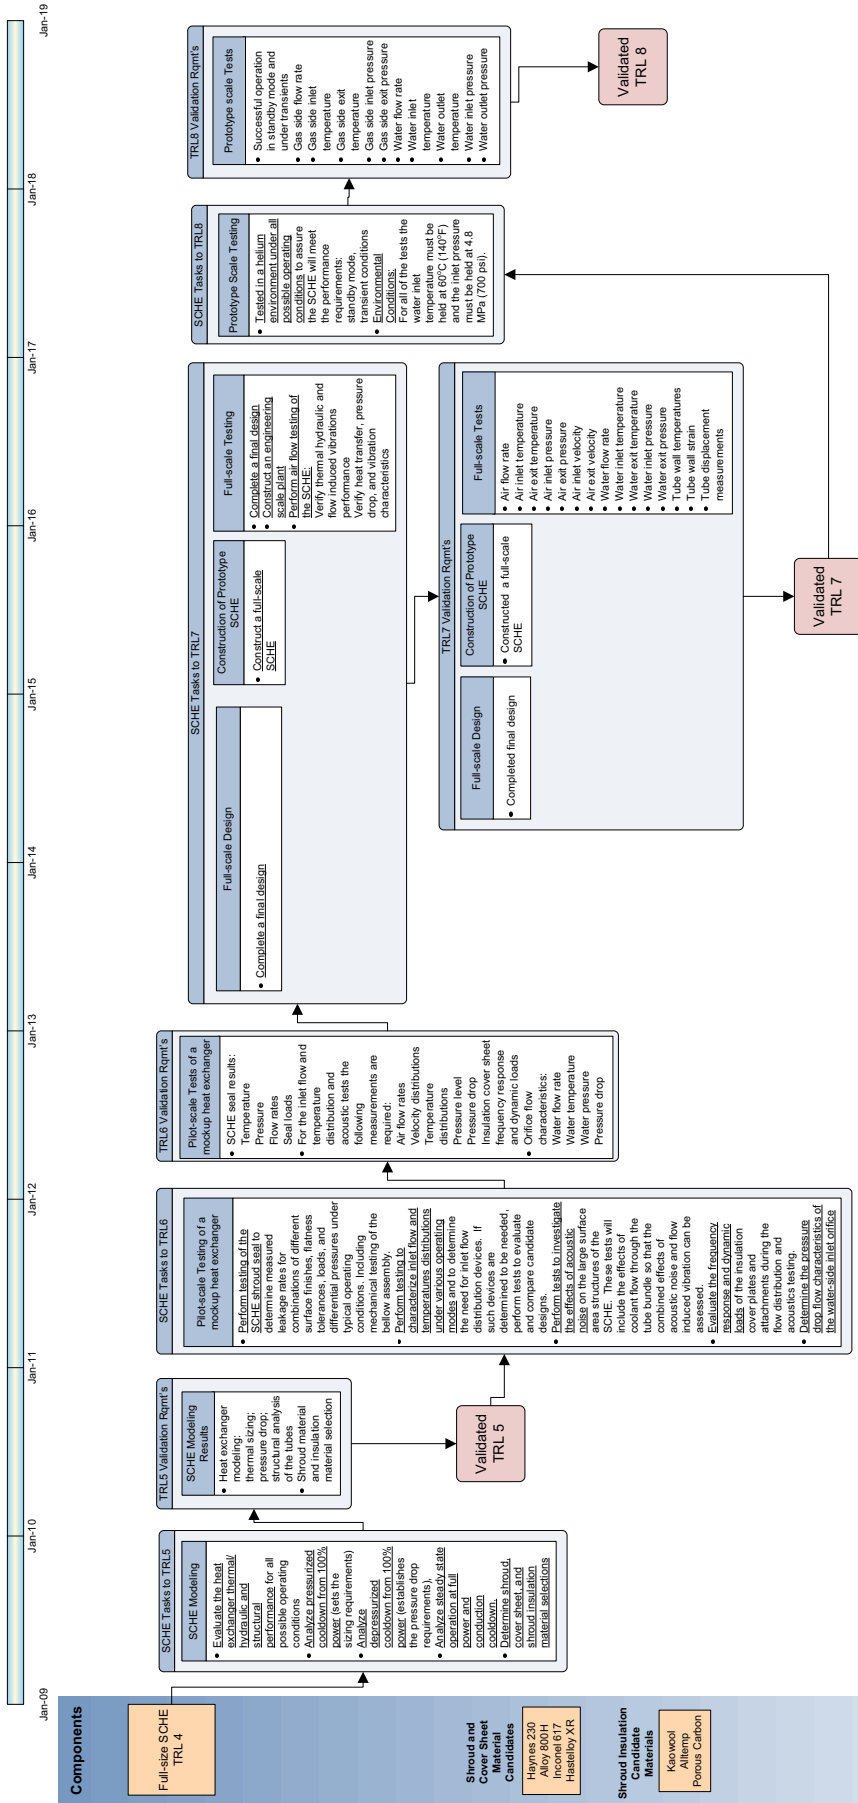 Jan-09
Jan-10
Jan-11
Jan-12
Jan-13
Jan-14
Jan-15
Jan-16
Jan-17
Jan-18
Jan-19
Components
Full-size SCHE
TRL 4
Shroud and
Cover Sheet
Material
Candidates
Haynes 230
Alloy 800H
Inconel 617
Hastelloy XR
Shroud Insulation
Candidate
Materials
Kaowool
Altemp
Porous Carbon
SCHE Tasks to TRL5
SCHE Modeling
• Evaluate the heat
exchanger thermal/
hydraulic and
structural
performance for all
possible operating
conditions
• Analyze pressurized
cooldown from 100%
power (sets the
sizing requirements)
• Analyze
depressurized
cooldown from 100%
power (establishes
the pressure drop
requirements),
• Analyze steady state
operation at full
power and
conduction
cooldown.
• Determine shroud,
cover sheet, and
shroud insulation
material selections
TRL5 Validation Rqmt's
SCHE Modeling
Results
• Heat exchanger
modeling:
thermal sizing;
pressure drop;
structural analysis
of the tubes
• Shroud material
and insulation
material selection
Validated
TRL 5
SCHE Tasks to TRL6
Pilot-scale Testing of a
mockup heat exchanger
• Perform testing of the
SCHE shroud seal to
determine measured
leakage rates for
combinations of different
surface finishes, flatness
tolerances, loads, and
differential pressures under
typical operating
conditions. Including
mechanical testing of the
bellow assembly.
• Perform testing to
characterize inlet flow and
temperatures distributions
under various operating
modes and to determine
the need for inlet flow
distribution devices. If
such devices are
determined to be needed,
perform tests to evaluate
and compare candidate
designs.
• Perform tests to investigate
the effects of acoustic
noise on the large surface
area structures of the
SCHE. These tests will
include the effects of
coolant flow through the
tube bundle so that the
combined effects of
acoustic noise and flow
induced vibration can be
assessed.
• Evaluate the frequency
response and dynamic
loads of the insulation
cover plates and
attachments during the
flow distribution and
acoustics testing.
• Determine the pressure
drop flow characteristics of
the water-side inlet orifice
TRL6 Validation Rqmt's
Pilot-scale Tests of a
mockup heat exchanger
• SCHE seal results:
Temperature
Pressure
Flow rates
Seal loads
• For the inlet flow and
temperature
distribution and
acoustic tests the
following
measurements are
required:
Air flow rates
Velocity distributions
Temperature
distributions
Pressure level
Pressure drop
Insulation cover sheet
frequency response
and dynamic loads
• Orifice flow
characteristics:
Water flow rate
Water temperature
Water pressure
Pressure drop
SCHE Tasks to TRL7
Full-scale Design
• Complete a final design
Construction of Prototype
SCHE
• Construct a full-scale
SCHE
Full-scale Testing
• Complete a final design
• Construct an engineering
scale plant
• Perform air flow testing of
the SCHE:
Verify thermal hydraulic and
flow induced vibrations
performance
Verify heat transfer, pressure
drop, and vibration
characteristics
TRL7 Validation Rqmt's
Full-scale Design
• Completed final design
Construction of Prototype
SCHE
• Constructed a full-scale
SCHE
Full-scale Tests
• Air flow rate
• Air inlet temperature
• Air exit temperature
• Air inlet pressure
• Air exit pressure
• Air inlet velocity
• Air exit velocity
• Water flow rate
• Water inlet temperature
• Water exit temperature
• Water inlet pressure
• Water exit pressure
• Tube wall temperatures
• Tube wall strain
• Tube displacement
measurements
Validated
TRL 7
SCHE Tasks to TRL8
Prototype Scale Testing
• Tested in a helium
environment under all
possible operating
conditions to assure
the SCHE will meet
the performance
requirements:
standby mode,
transient conditions
• Environmental
Conditions:
For all of the tests the
water inlet
temperature must be
held at 60°C (140°F)
and the inlet pressure
must be held at 4.8
MPa (700 psi).
TRL8 Validation Rqmt's
Prototype scale Tests
• Successful operation
in standby mode and
under transients
• Gas side flow rate
• Gas side inlet
temperature
• Gas side exit
temperature
• Gas side inlet pressure
• Gas side exit pressure
• Water flow rate
• Water inlet
temperature
• Water outlet
temperature
• Water inlet pressure
• Water outlet pressure
Validated
TRL 8